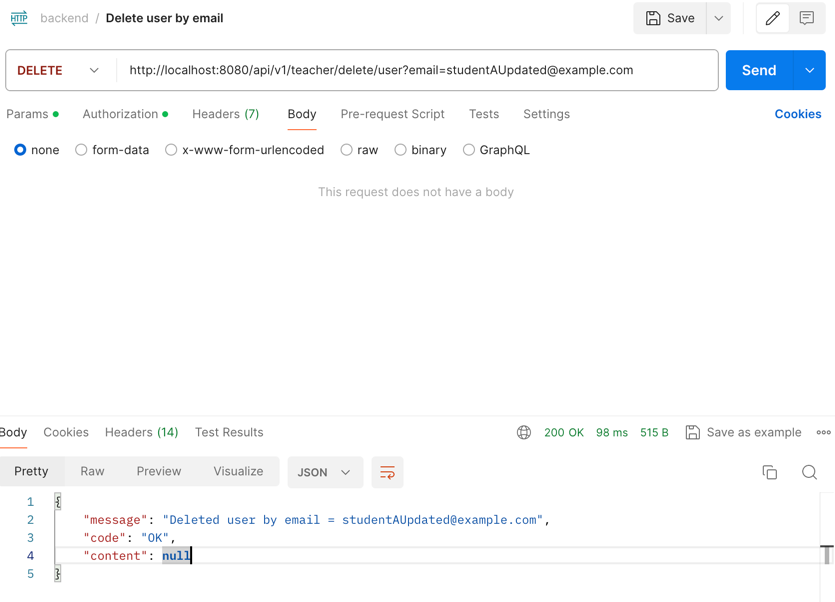 HTTP backend / Delete user by email Save
DELETE http://localhost:8080/api/v1/teacher/delete/user?email=studentAUpdated@example.com Send
Params Authorization Headers (7) Body Pre-request Script Tests Settings Cookies
none form-data x-www-form-urlencoded raw binary GraphQL
This request does not have a body
Body Cookies Headers (14) Test Results 200 OK 98 ms 515 B Save as example
Pretty Raw Preview Visualize JSON
1 {
2 "message": "Deleted user by email = studentAUpdated@example.com",
3 "code": "OK",
4 "content": null
5 }